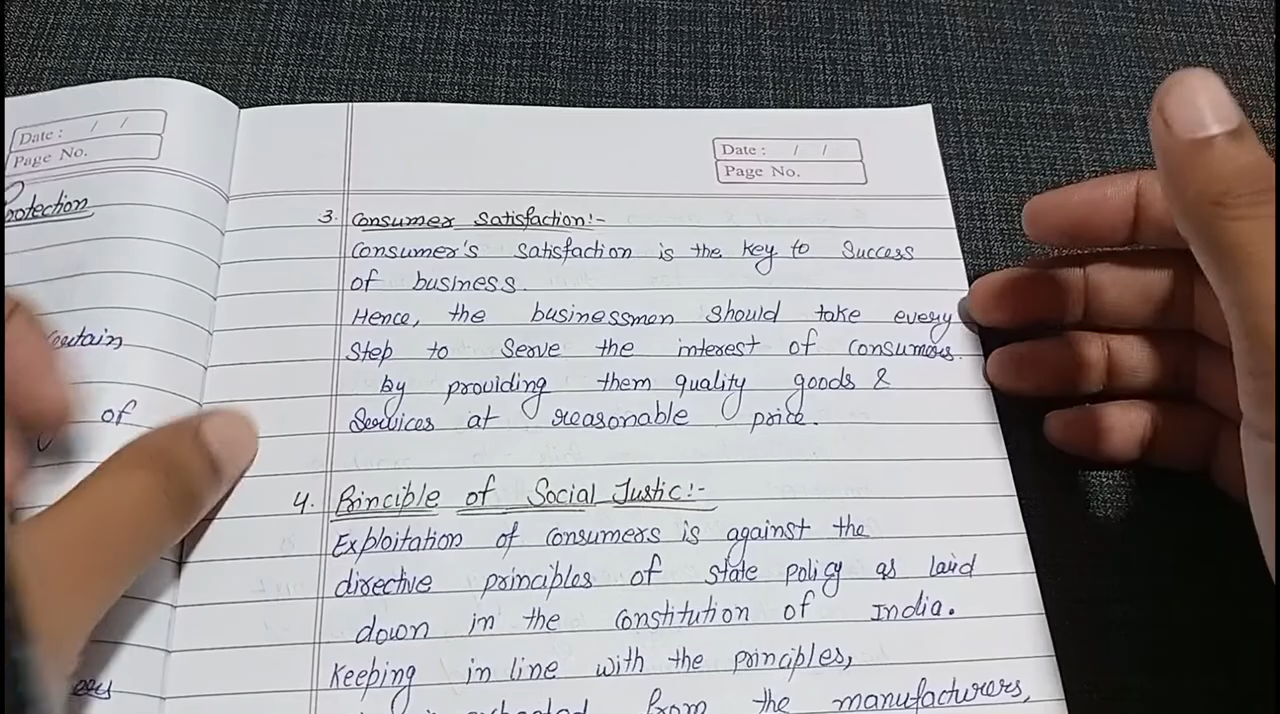 Date : / /
Page No.
rotection
ertain
of
Date : / /
Page No.
3. Consumer Satisfaction:-
Consumer's satisfaction is the key to success
of business.
Hence, the businessmen should take every
step to serve the interest of consumers.
by providing them quality goods &
services at reasonable price.
4. Principle of Social Justic:-
Exploitation of consumers is against the
directive principles of state policy as laid
down in the constitution of India.
Keeping in line with the principles,
from the manufacturers,